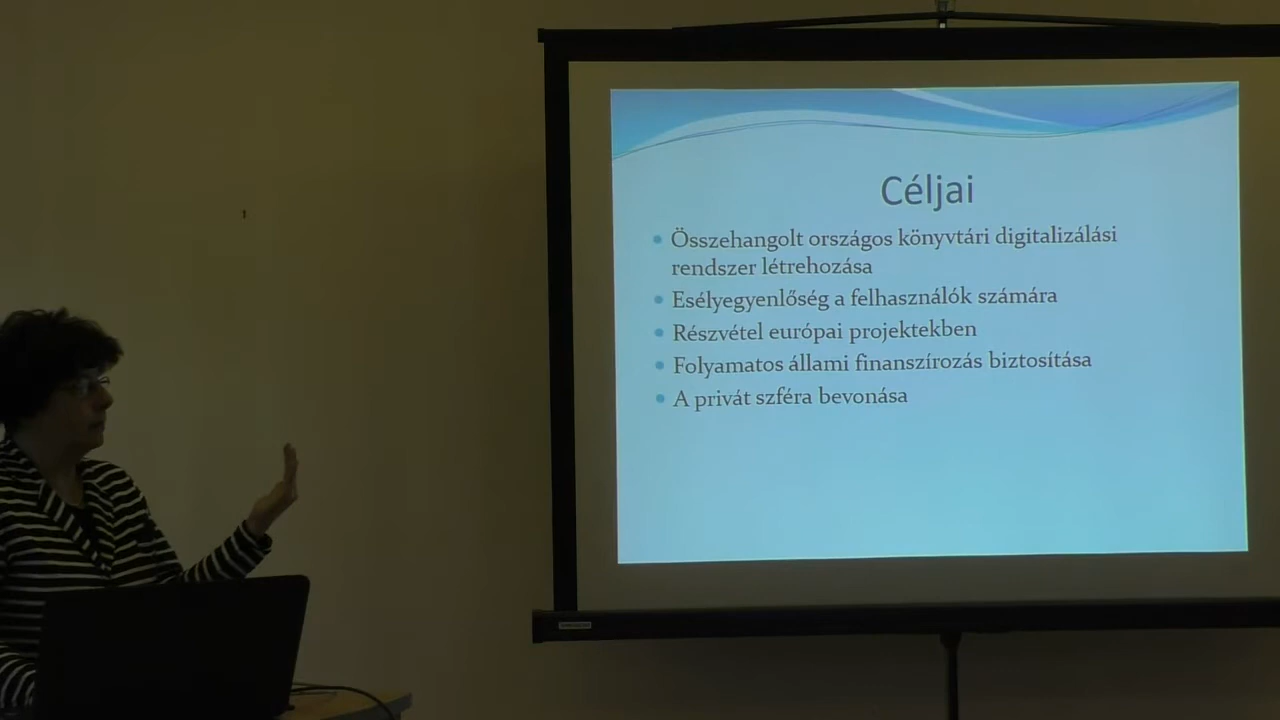 Céljai
Összehangolt országos könyvtári digitalizálási
rendszer létrehozása
Esélyegyenlőség a felhasználók számára
Részvétel európai projektekben
Folyamatos állami finanszírozás biztosítása
A privát szféra bevonása